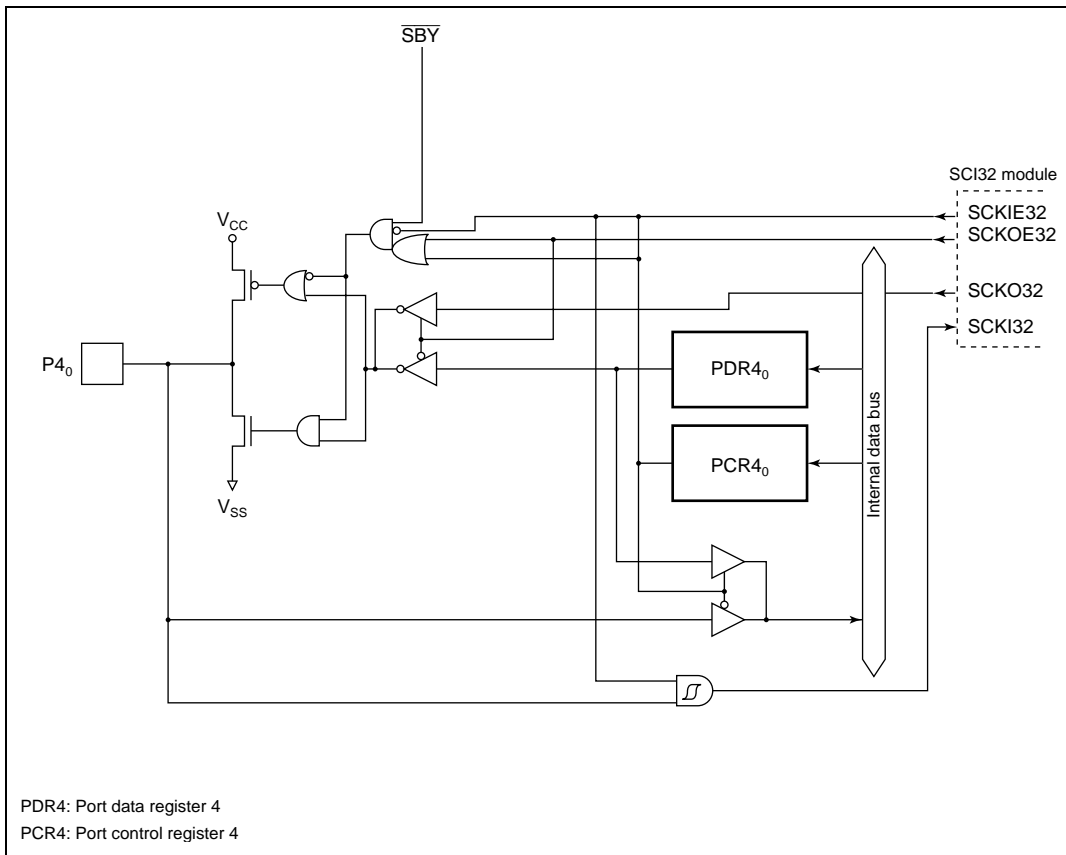 SBY
SCI32 module
SCKIE32
VCC
SCKOE32
SCKO32
SCKI32
P40
PDR40
PCR40
Internal data bus
VSS
PDR4: Port data register 4
PCR4: Port control register 4